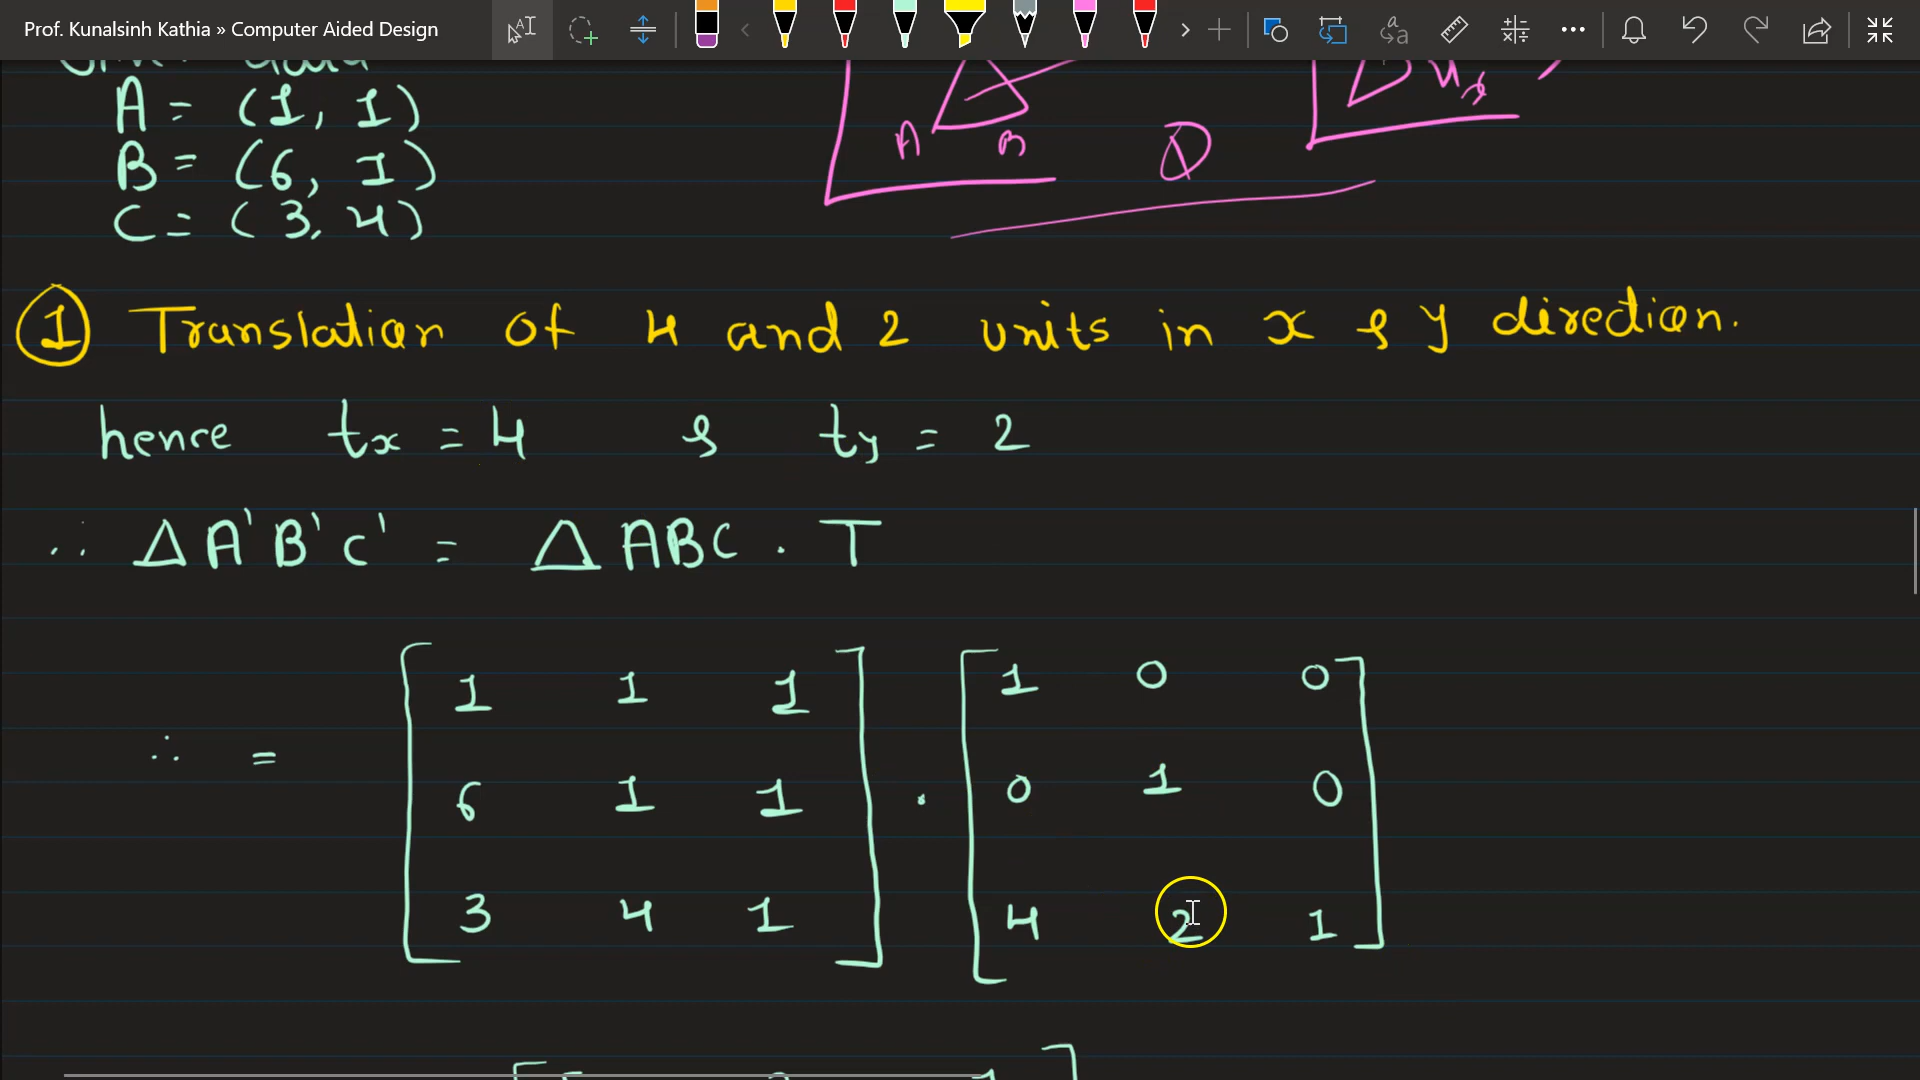 Prof. Kunalsinh Kathia » Computer Aided Design
A = (1, 1)
B = (6, 1)
C = (3, 4)
A B
① Translation of 4 and 2 units in x & y direction.
hence tx = 4 & ty = 2
∴ Δ A'B'C' = Δ ABC . T
1 1 1 1 0 0
∴ = 6 1 1 . 0 1 0
3 4 1 4 2 1